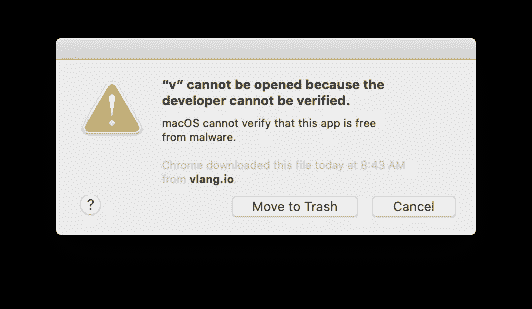 “v” cannot be opened because the
developer cannot be verified.
macOS cannot verify that this app is free
from malware.
Chrome downloaded this file today at 8:43 AM
from vlang.io.
?
Move to Trash
Cancel